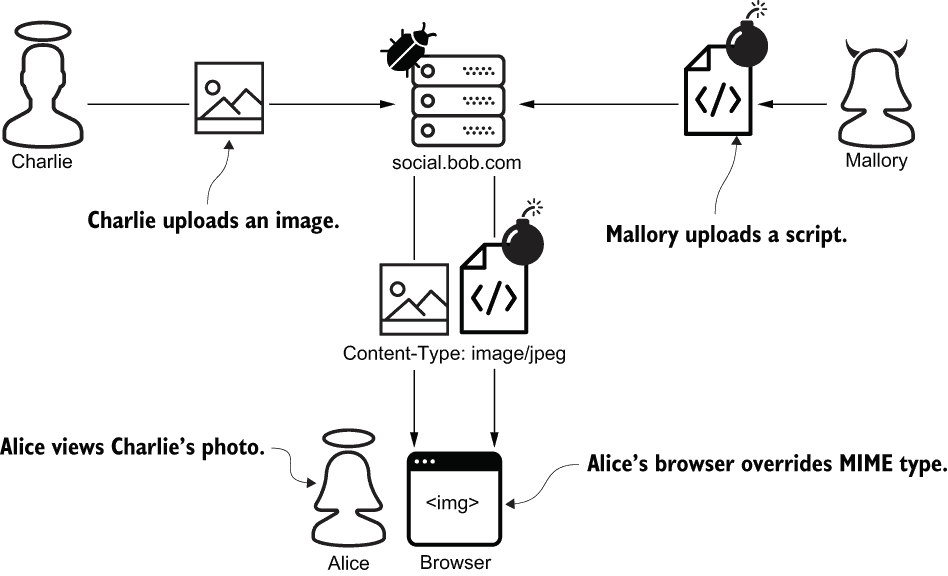 Charlie
social.bob.com
Mallory
Charlie uploads an image.
Mallory uploads a script.
</>
</>
Content-Type: image/jpeg
Alice views Charlie’s photo.
Alice’s browser overrides MIME type.
<img>
Alice
Browser